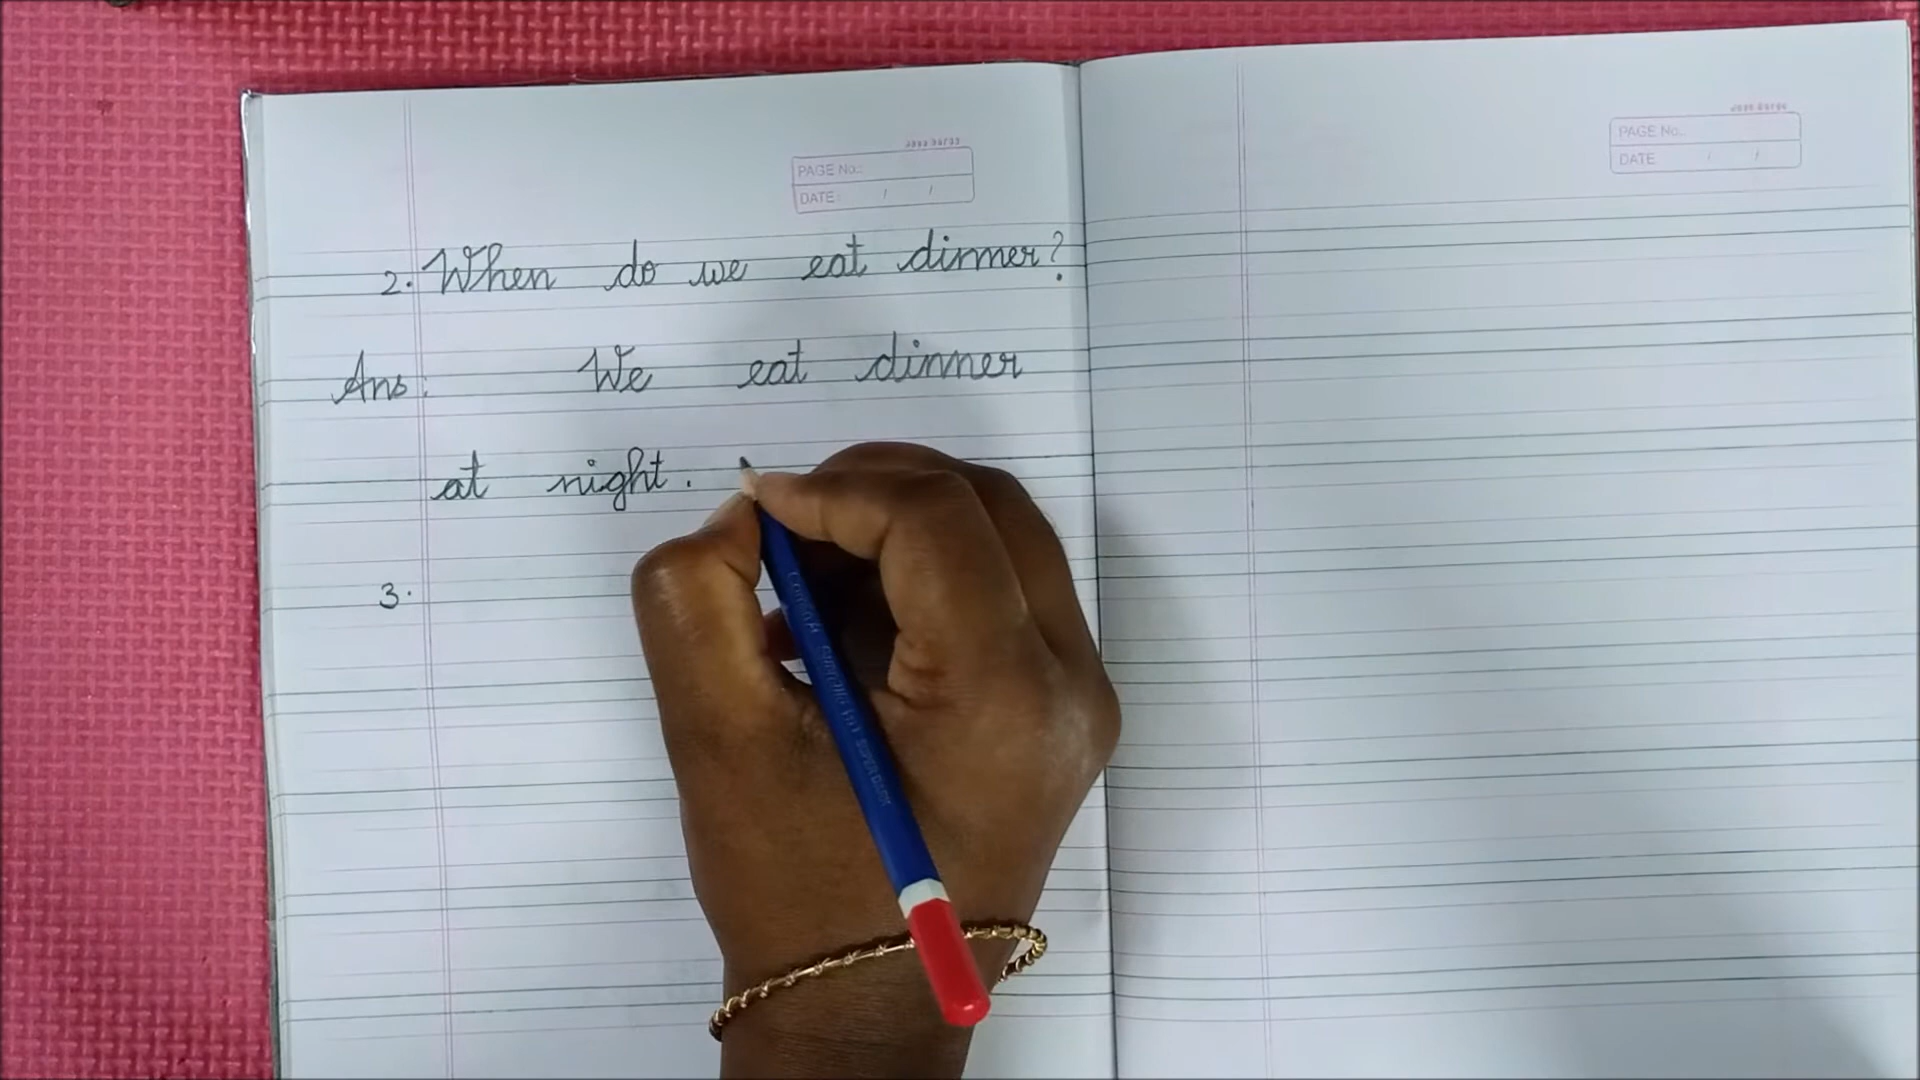 PAGE No.:
DATE: / /
2. When do we eat dinner?
Ans: We eat dinner
at night.
3.
PAGE No.:
DATE / /